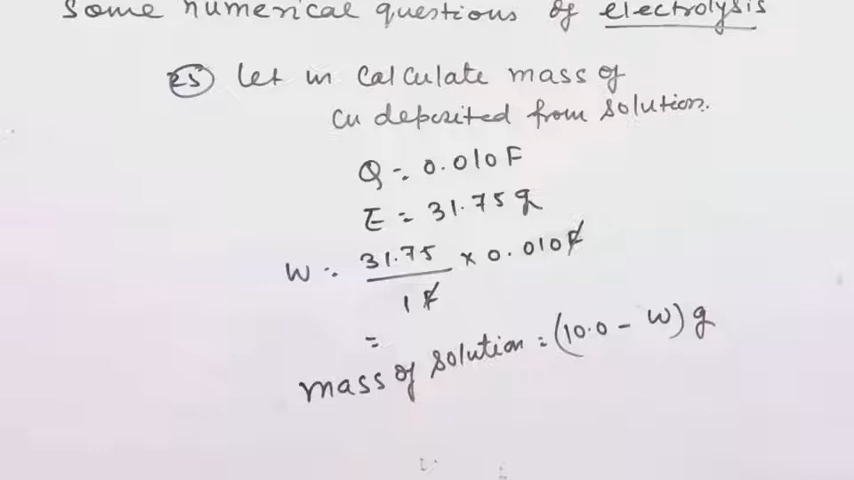 Some numerical questions of electrolysis
25 Let us calculate mass of
Cu deposited from solution.
Q = 0.010 F
E = 31.75 g
W = 31.75 / 1 F × 0.010 F
=
mass of solution = (10.0 - W) g